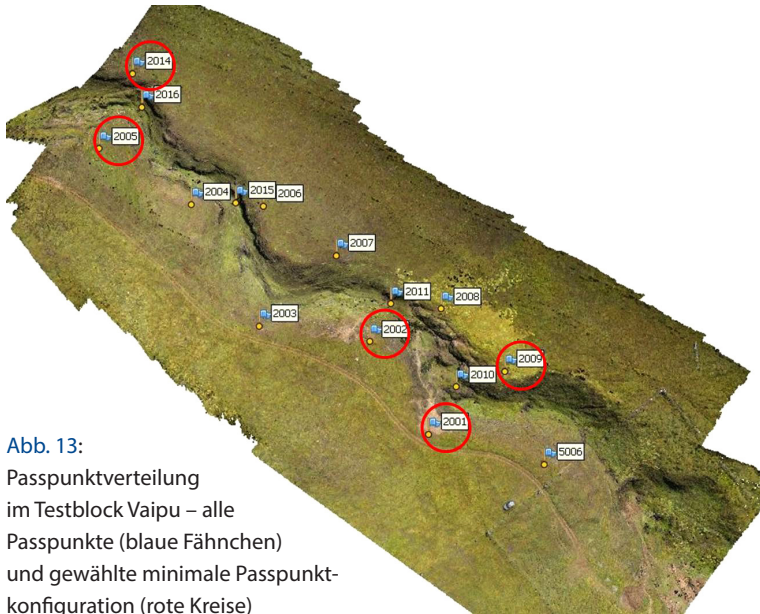 2014
2016
2005
2004
2015
2006
2007
2011
2008
2003
2002
2009
2010
2001
5006
Abb. 13:
Passpunktverteilung
im Testblock Vaipu – alle
Passpunkte (blaue Fähnchen)
und gewählte minimale Passpunkt-
konfiguration (rote Kreise)